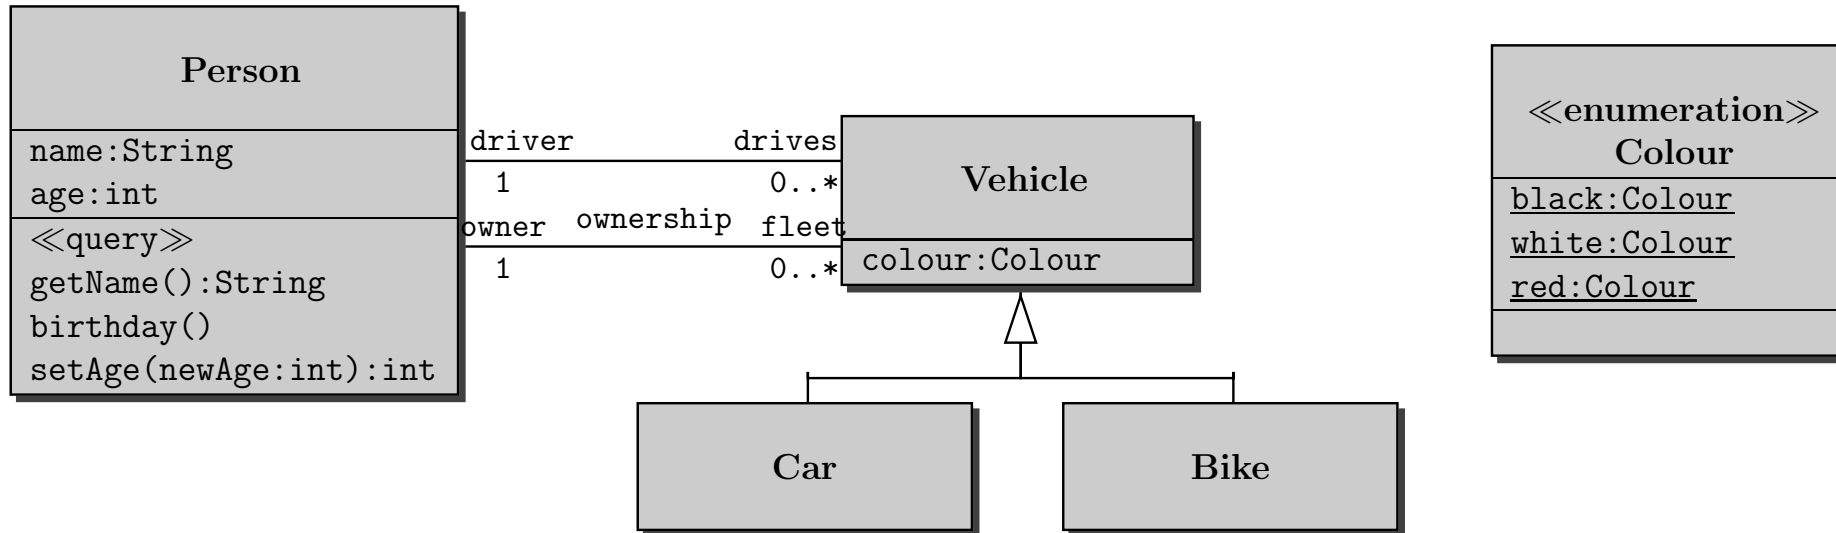 Person
name:String
age:int
≪query≫
getName():String
birthday()
setAge(newAge:int):int
driver
drives
1
0..*
owner
ownership
fleet
1
0..*
Vehicle
colour:Colour
Car
Bike
≪enumeration≫
Colour
black:Colour
white:Colour
red:Colour